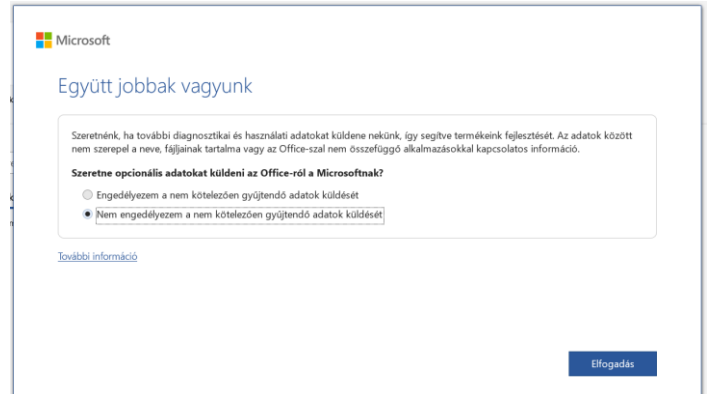 Microsoft
Együtt jobbak vagyunk
Szeretnénk, ha további diagnosztikai és használati adatokat küldene nekünk, így segítve termékeink fejlesztését. Az adatok között
nem szerepel a neve, fájljainak tartalma vagy az Office-szal nem összefüggő alkalmazásokkal kapcsolatos információ.
Szeretne opcionális adatokat küldeni az Office-ról a Microsoftnak?
Engedélyezem a nem kötelezően gyűjtendő adatok küldését
Nem engedélyezem a nem kötelezően gyűjtendő adatok küldését
További információ
Elfogadás